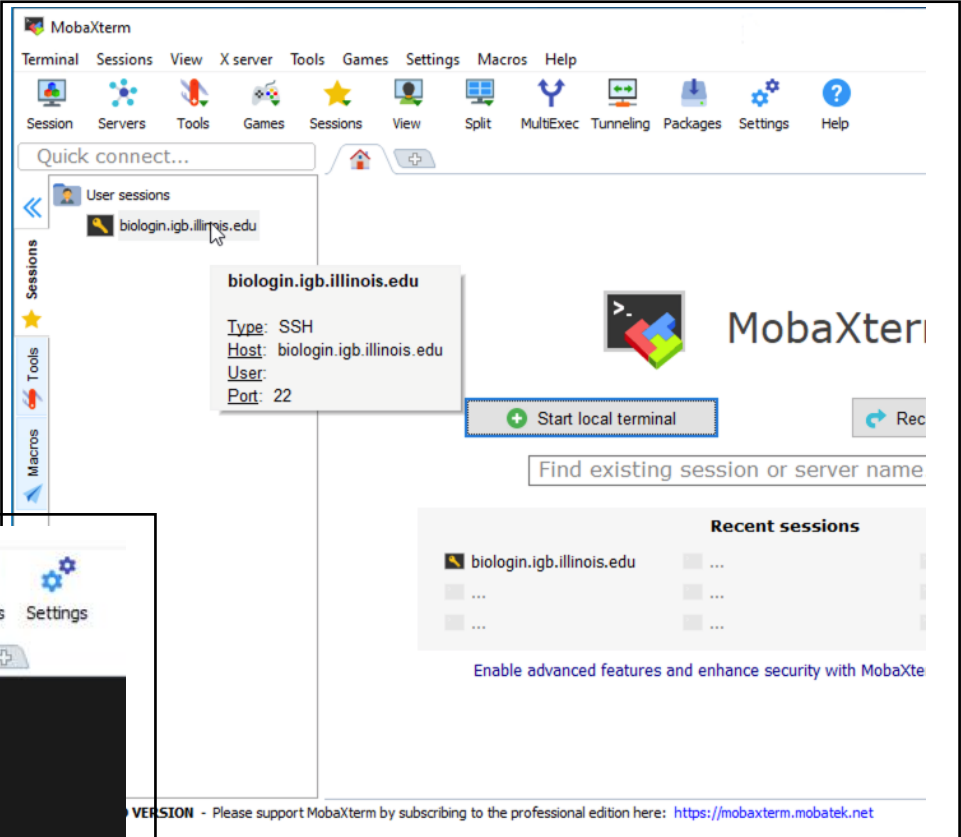 MobaXterm
Terminal Sessions View X server Tools Games Settings Macros Help
Session Servers Tools Games Sessions View Split MultiExec Tunneling Packages Settings Help
Quick connect...
User sessions
biologin.igb.illinois.edu
Sessions
Tools
Macros
biologin.igb.illinois.edu
Type: SSH
Host: biologin.igb.illinois.edu
User:
Port: 22
>_
MobaXter
Start local terminal
Rec
Find existing session or server name
Recent sessions
biologin.igb.illinois.edu ...
... ...
... ...
Enable advanced features and enhance security with MobaXte
s Settings
VERSION - Please support MobaXterm by subscribing to the professional edition here: https://mobaxterm.mobatek.net